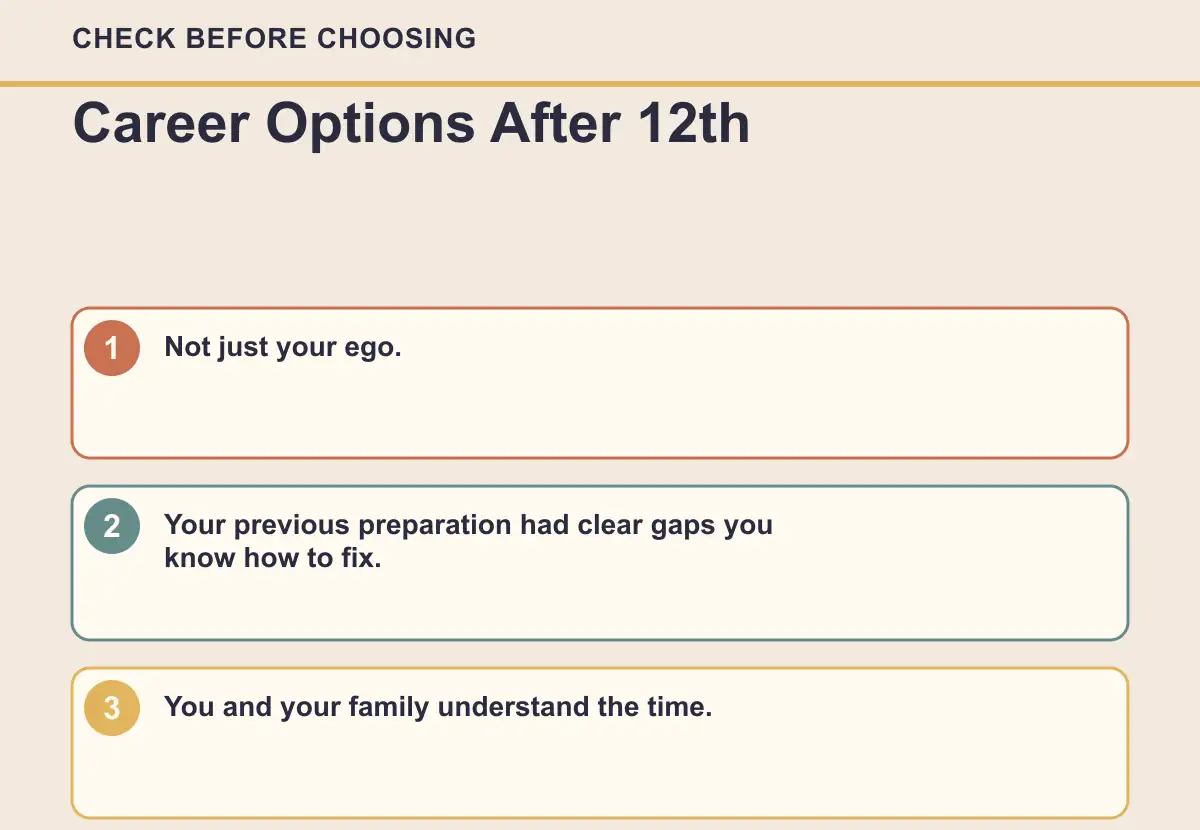 CHECK BEFORE CHOOSING
Career Options After 12th
1
Not just your ego.
2
Your previous preparation had clear gaps you
know how to fix.
3
You and your family understand the time.